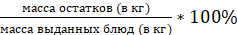 масса остатков (в кг)
масса выданных блюд (в кг) * 100%